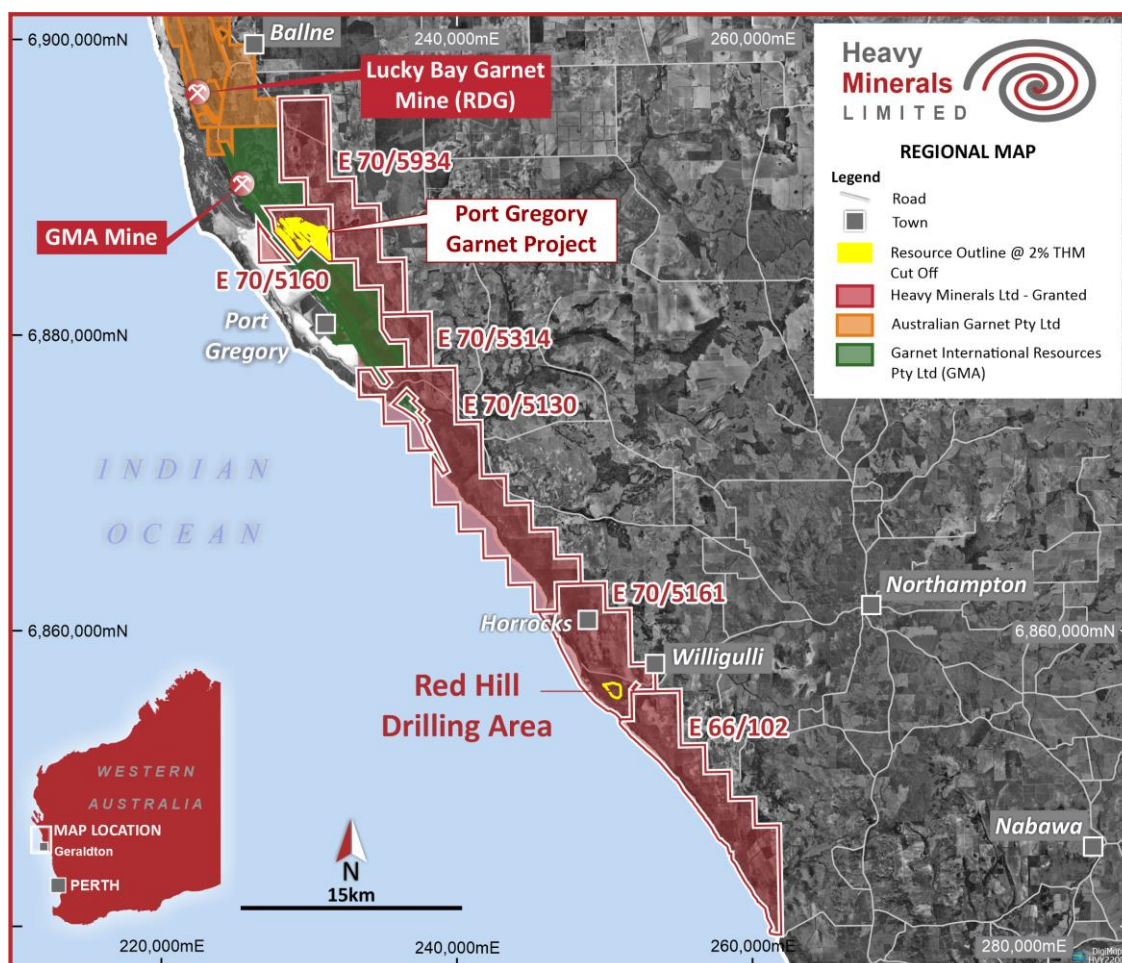 6,900,000mN
Ballne
240,000mE
260,000mE
Lucky Bay Garnet
Mine (RDG)
E 70/5934
GMA Mine
Port Gregory
Garnet Project
E 70/5160
Port
Gregory
6,880,000mN
E 70/5314
E 70/5130
INDIAN
OCEAN
E 70/5161
Northampton
Horrocks
6,860,000mN
6,860,000mN
Willigulli
Red Hill
Drilling Area
E 66/102
Nabawa
Heavy
Minerals
LIMITED
REGIONAL MAP
Legend
Road
Town
Resource Outline @ 2% THM
Cut Off
Heavy Minerals Ltd - Granted
Australian Garnet Pty Ltd
Garnet International Resources
Pty Ltd (GMA)
WESTERN
AUSTRALIA
MAP LOCATION
Geraldton
PERTH
N
15km
220,000mE
240,000mE
260,000mE
280,000mE